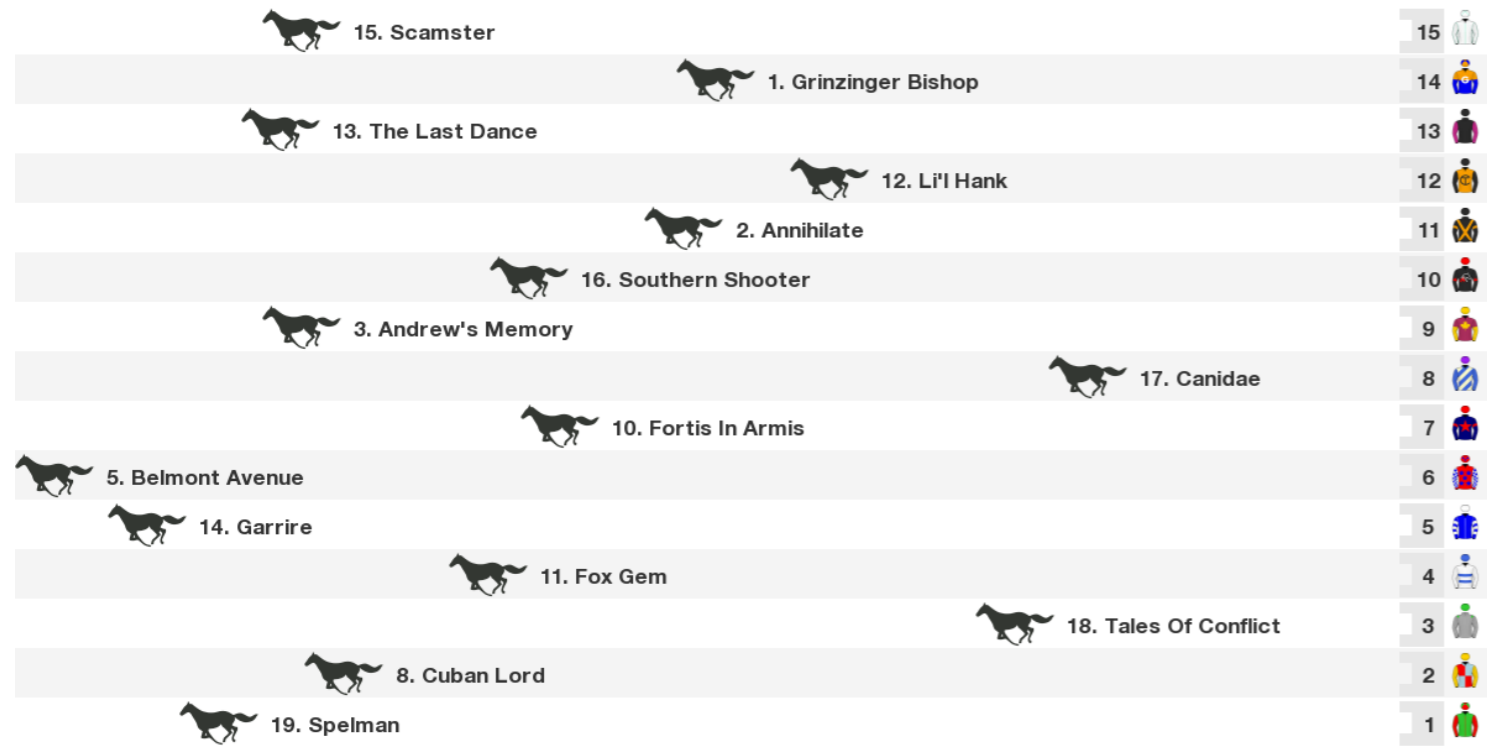 15. Scamster 15
1. Grinzinger Bishop 14
13. The Last Dance 13
12. Li'l Hank 12
2. Annihilate 11
16. Southern Shooter 10
3. Andrew's Memory 9
17. Canidae 8
10. Fortis In Armis 7
5. Belmont Avenue 6
14. Garrire 5
11. Fox Gem 4
18. Tales Of Conflict 3
8. Cuban Lord 2
19. Spelman 1